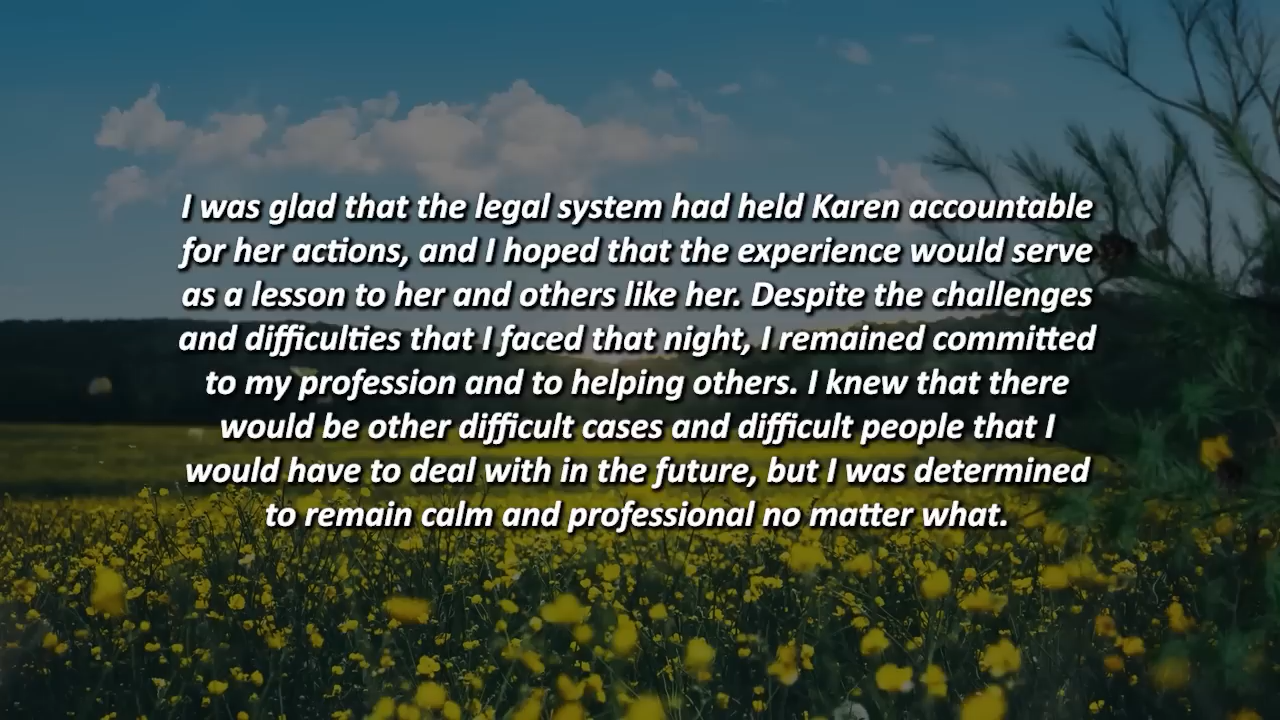 I was glad that the legal system had held Karen accountable
for her actions, and I hoped that the experience would serve
as a lesson to her and others like her. Despite the challenges
and difficulties that I faced that night, I remained committed
to my profession and to helping others. I knew that there
would be other difficult cases and difficult people that I
would have to deal with in the future, but I was determined
to remain calm and professional no matter what.